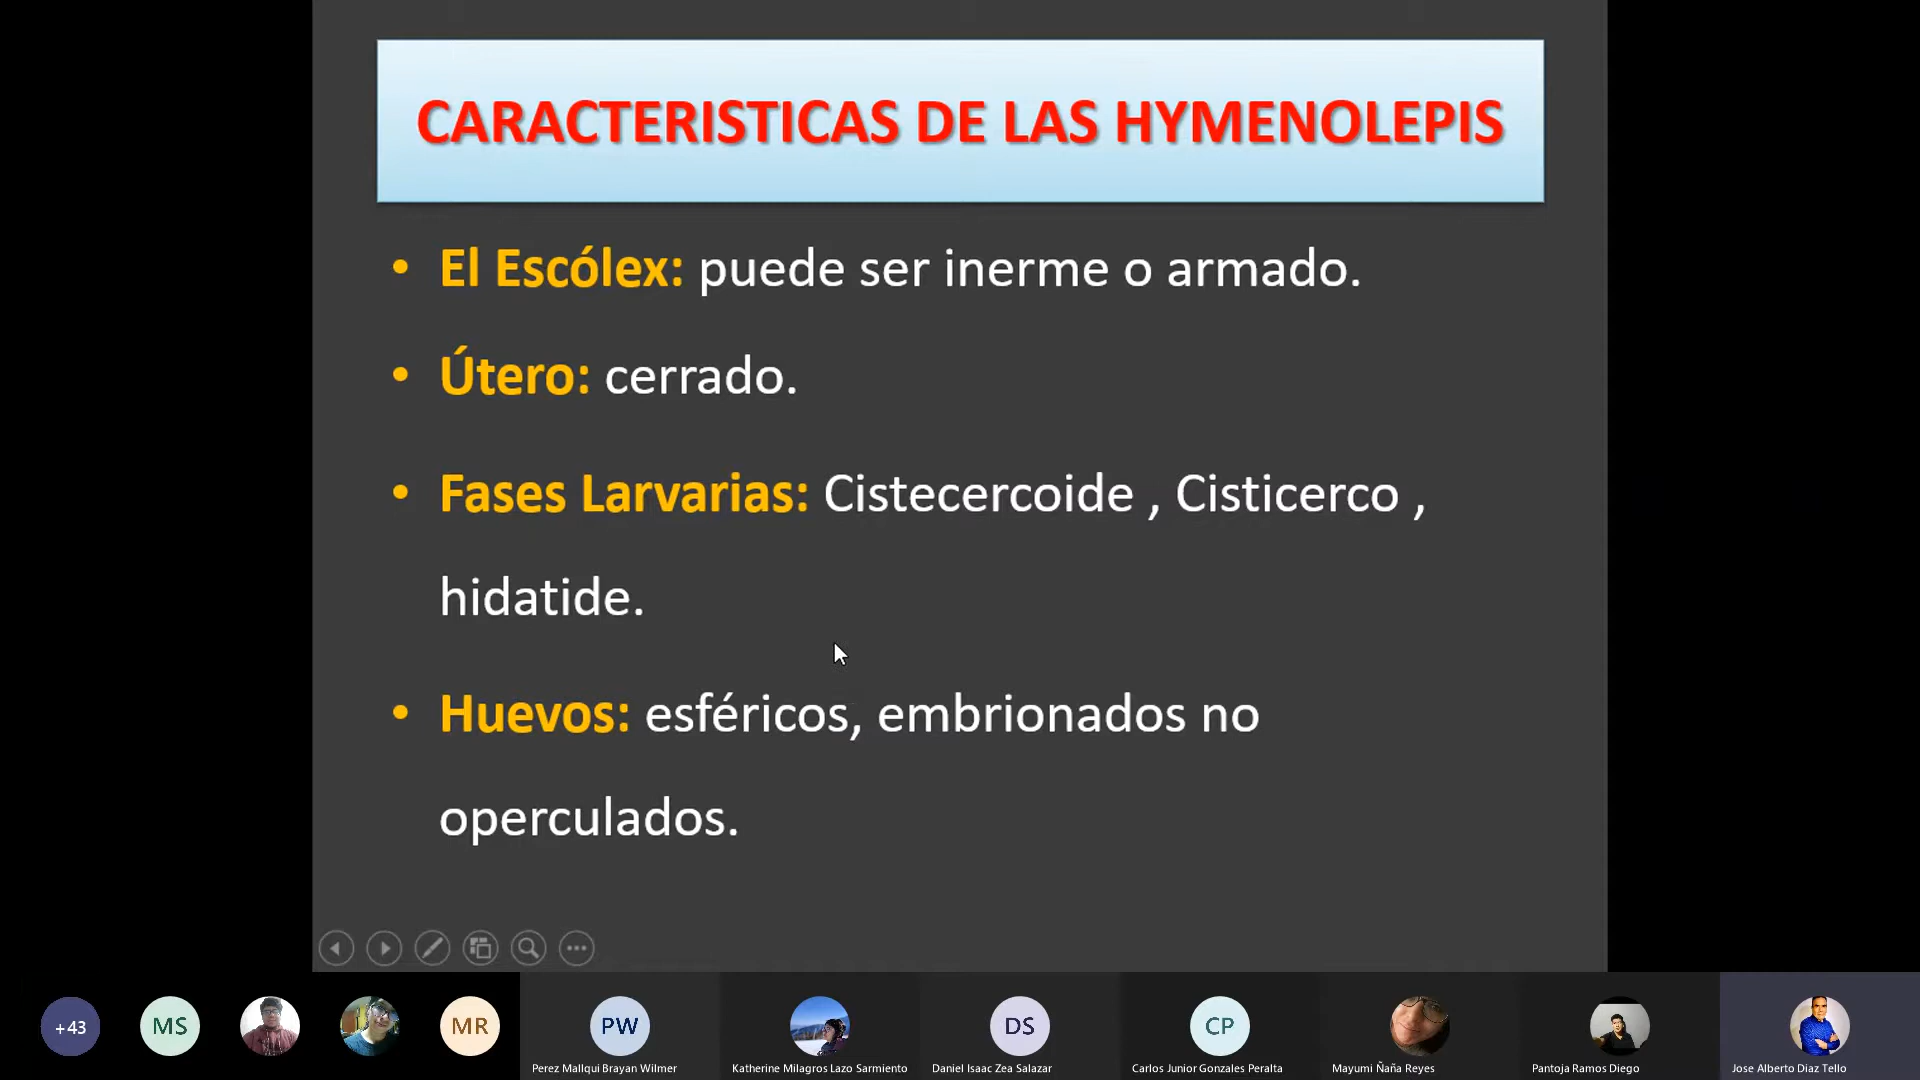 CARACTERISTICAS DE LAS HYMENOLEPIS
• El Escólex: puede ser inerme o armado.
• Útero: cerrado.
• Fases Larvarias: Cistecercoide , Cisticerco ,
hidatide.
• Huevos: esféricos, embrionados no
operculados.
+43
MS
MR
PW
DS
CP
Perez Mallqui Brayan Wilmer
Katherine Milagros Lazo Sarmiento
Daniel Isaac Zea Salazar
Carlos Junior Gonzales Peralta
Mayumi Ñaña Reyes
Pantoja Ramos Diego
Jose Alberto Diaz Tello